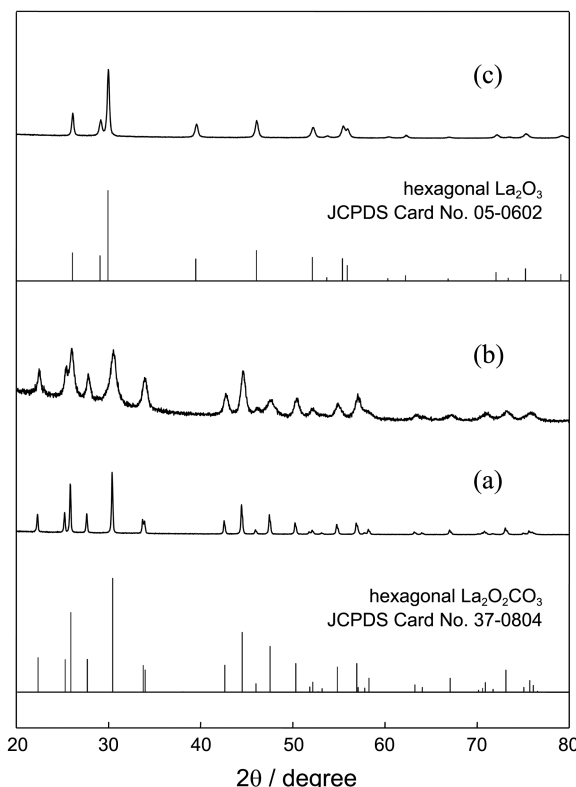 (c)
hexagonal La₂O₃
JCPDS Card No. 05-0602
(b)
(a)
hexagonal La₂O₂CO₃
JCPDS Card No. 37-0804
20 30 40 50 60 70 80
2θ / degree